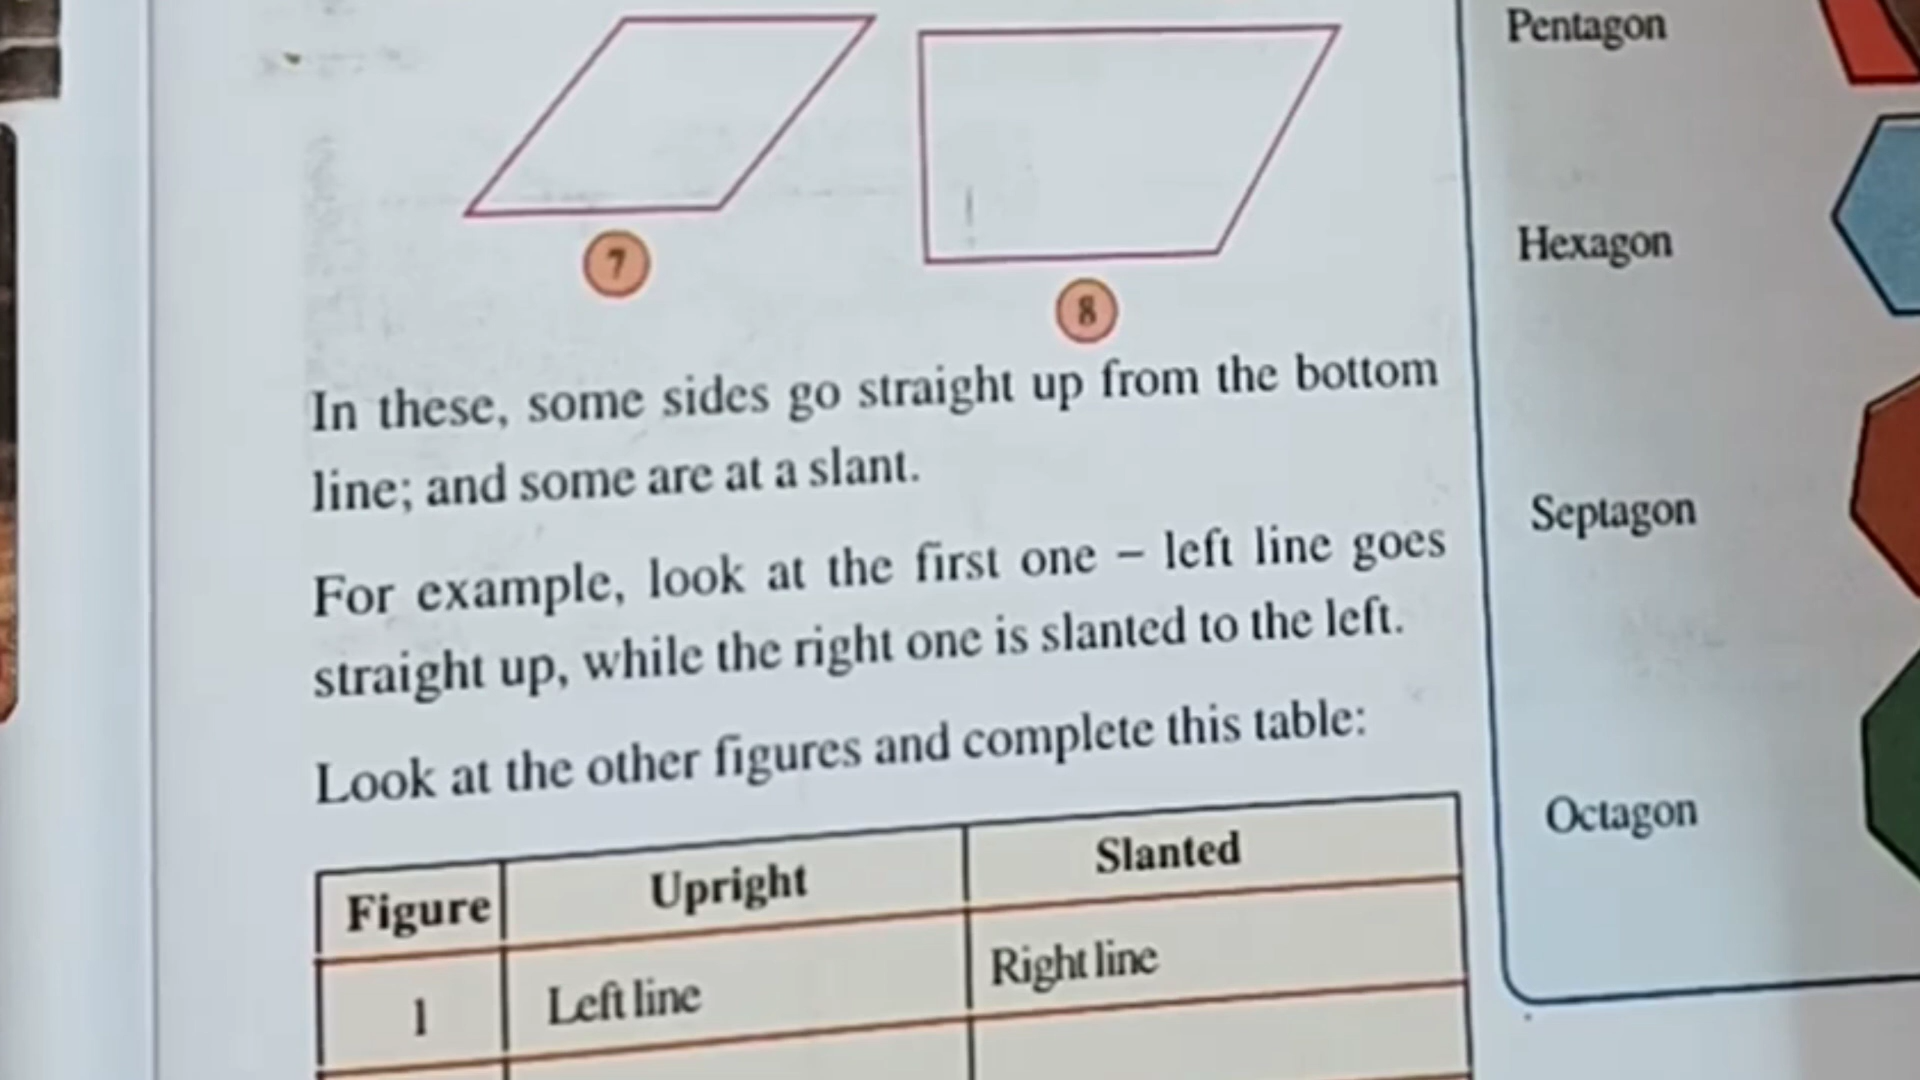 7
8
In these, some sides go straight up from the bottom
line; and some are at a slant.
For example, look at the first one – left line goes
straight up, while the right one is slanted to the left.
Look at the other figures and complete this table:
Figure Upright Slanted
1 Left line Right line
Pentagon
Hexagon
Septagon
Octagon